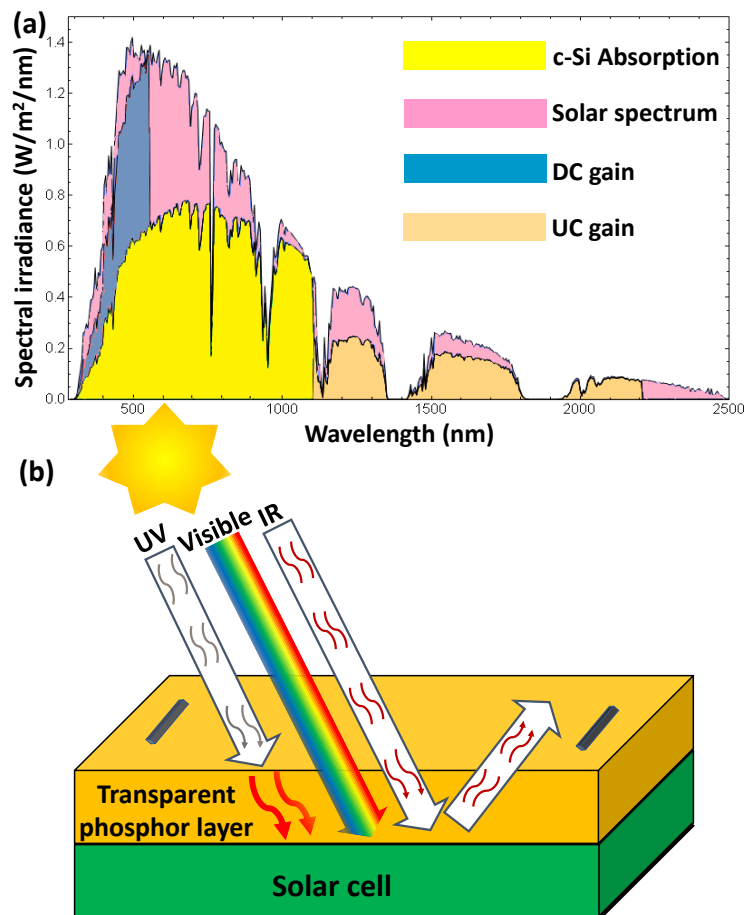 (a)
Spectral irradiance (W/m²/nm)
1.4
1.2
1.0
0.8
0.6
0.4
0.2
0.0
c-Si Absorption
Solar spectrum
DC gain
UC gain
500
1000
1500
2000
2500
Wavelength (nm)
(b)
UV
Visible
IR
Transparent
phosphor layer
Solar cell